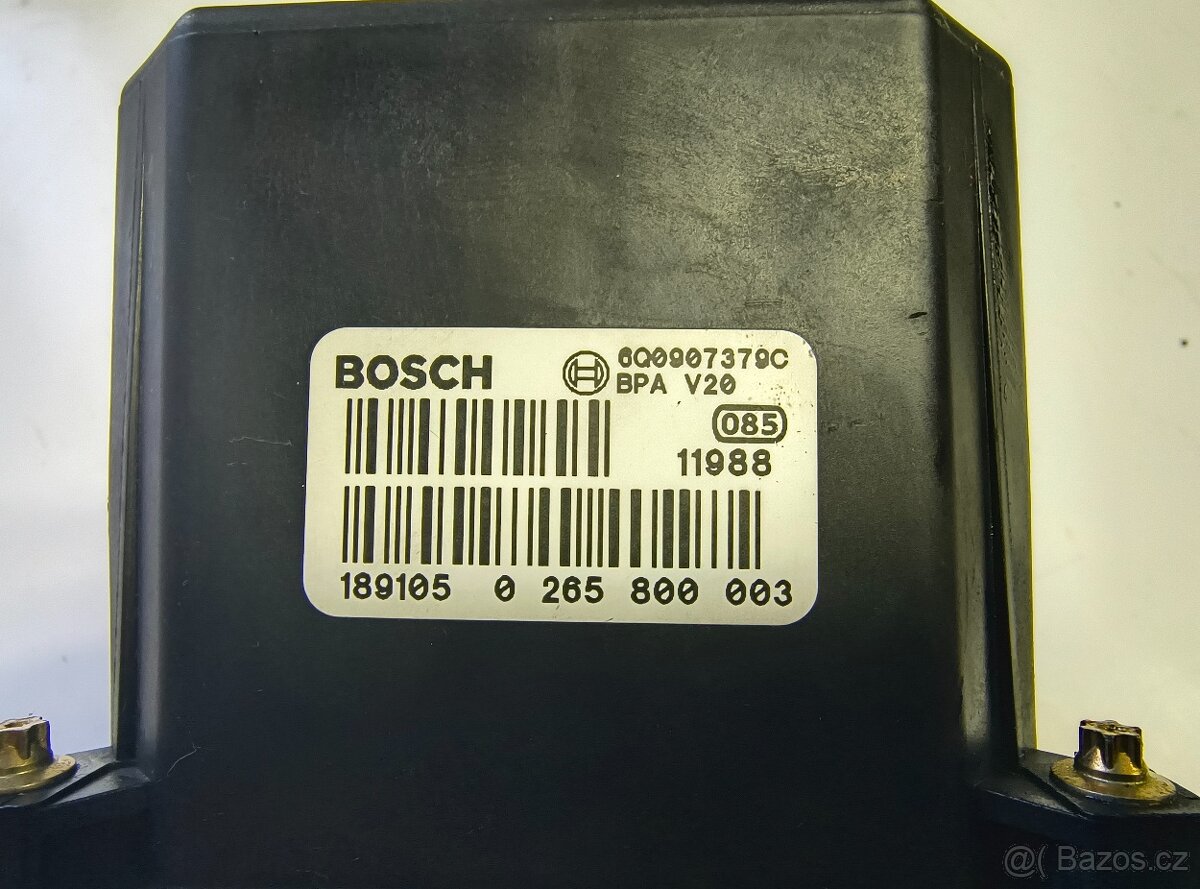 BOSCH
6Q0907379C
BPA V20
085
11988
189105 0 265 800 003
@( Bazos.cz